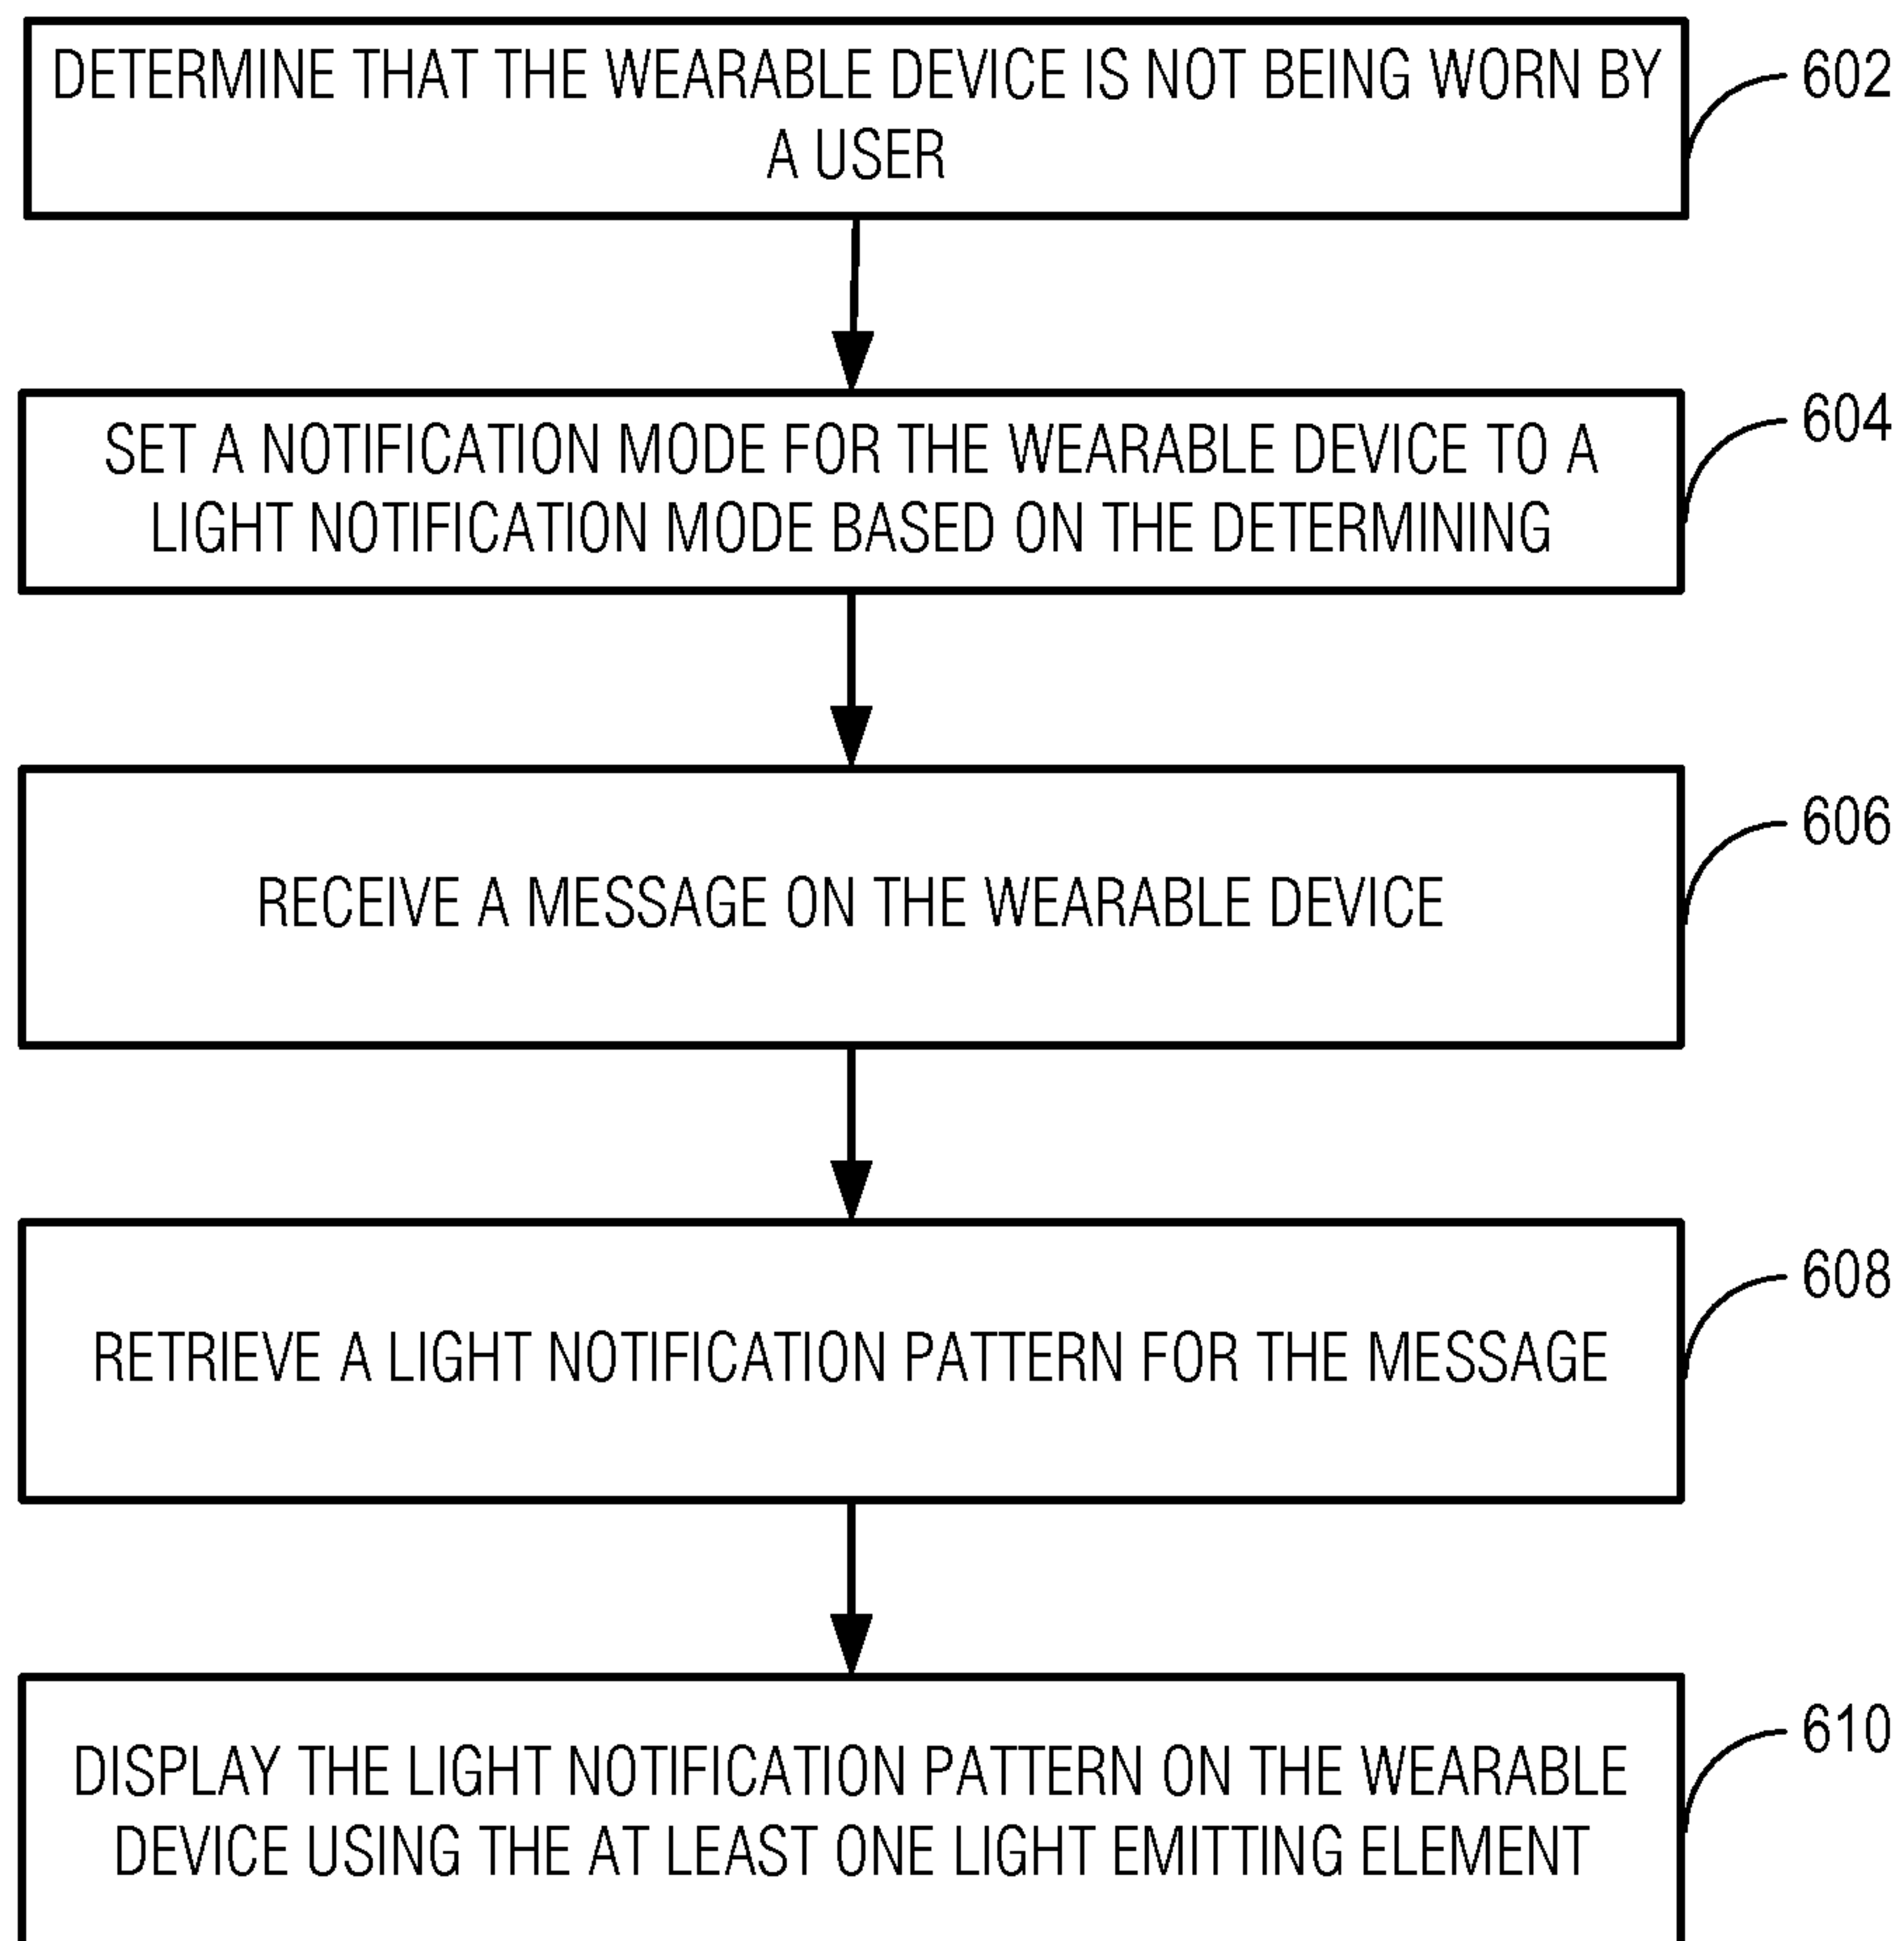 DETERMINE THAT THE WEARABLE DEVICE IS NOT BEING WORN BY
A USER
602
SET A NOTIFICATION MODE FOR THE WEARABLE DEVICE TO A
LIGHT NOTIFICATION MODE BASED ON THE DETERMINING
604
RECEIVE A MESSAGE ON THE WEARABLE DEVICE
606
RETRIEVE A LIGHT NOTIFICATION PATTERN FOR THE MESSAGE
608
DISPLAY THE LIGHT NOTIFICATION PATTERN ON THE WEARABLE
DEVICE USING THE AT LEAST ONE LIGHT EMITTING ELEMENT
610